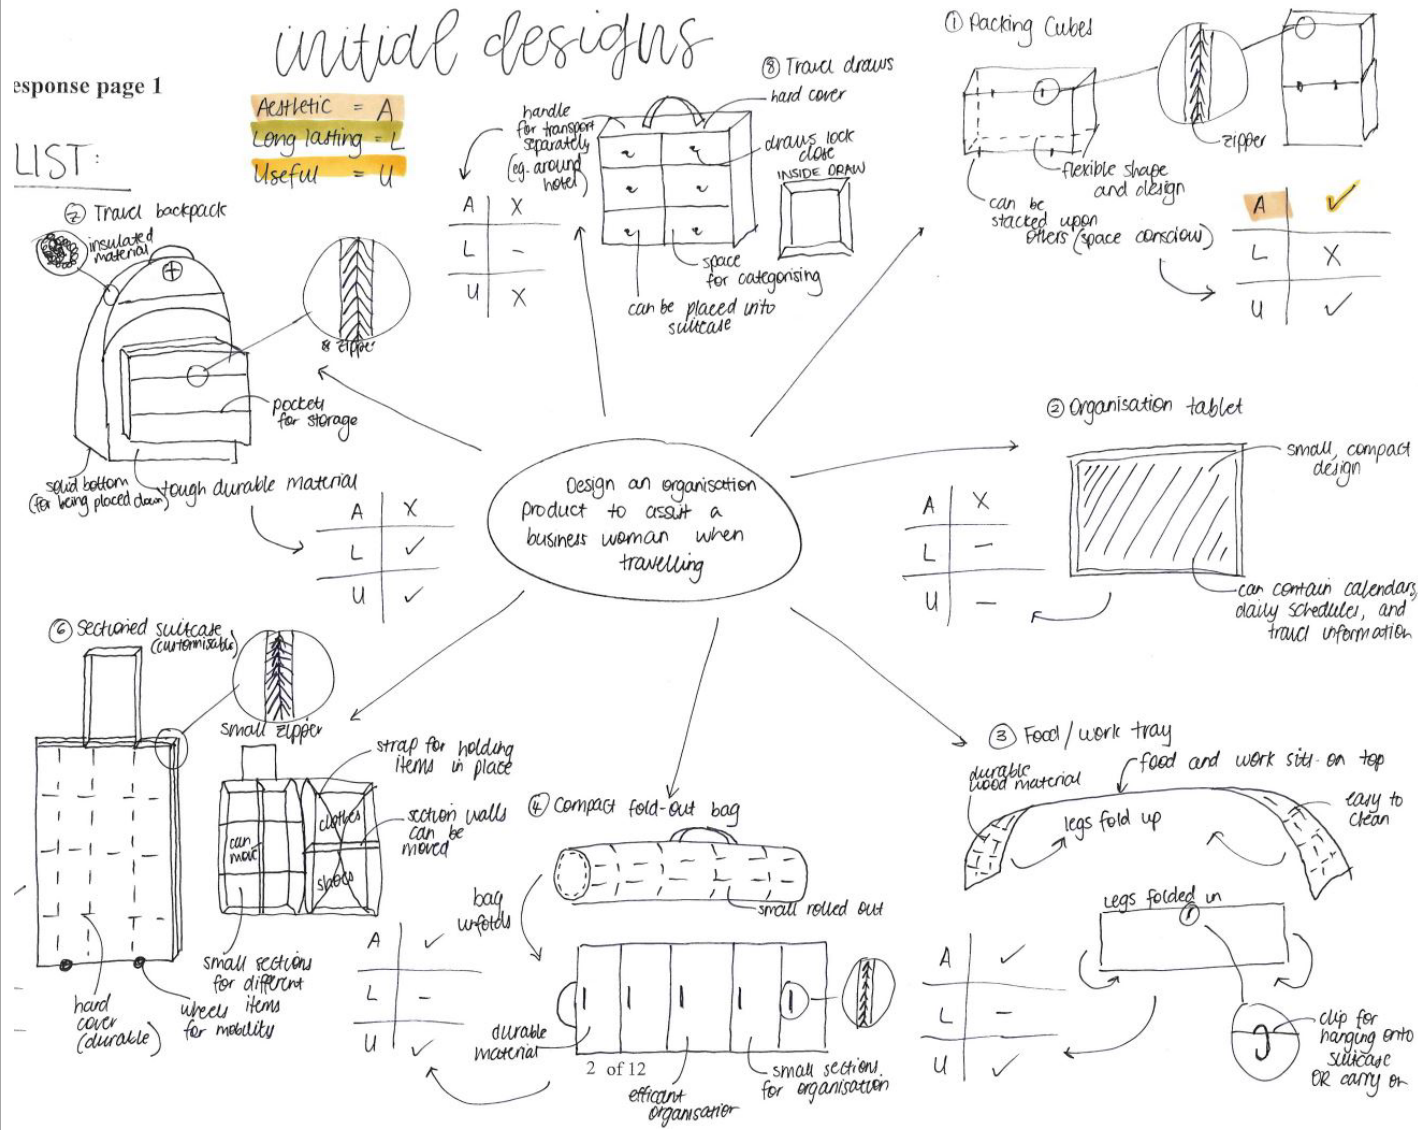 initial designs
esponse page 1
LIST:
Aesthetic = A
Long lasting = L
Useful = U
① Packing Cubes
zipper
flexible shape
and design
can be
stacked upon
others (space conscious)
A ✓
L X
U ✓
② Organisation tablet
small, compact
design
can contain calendars,
daily schedules, and
travel information
A X
L –
U –
③ Food/work tray
durable
wood material
food and work sits on top
legs fold up
easy to
clean
legs folded in
clip for
hanging onto
suitcase
OR carry on
A ✓
L –
U ✓
④ Compact fold-out bag
small rolled out
bag
unfolds
durable
material
efficant
organisation
small sections
for organisation
A ✓
L –
U ✓
2 of 12
⑥ Sectioned suitcase
(customisable)
small zipper
strap for holding
items in place
section walls
can be
moved
can
move
clothes
shoes
small sections
for different
items
wheels
for mobility
hard
cover
(durable)
⑦ Travel backpack
insulated
material
& zipper
pockets
for storage
solid bottom
(for being placed down)
tough durable material
A X
L ✓
U ✓
⑧ Travel draws
hard cover
handle
for transport
separately
(eg. around
hotel)
draws lock
close
INSIDE DRAW
space
for categorising
can be placed into
suitcase
A X
L –
U X
Design an organisation
product to assist a
business woman when
travelling